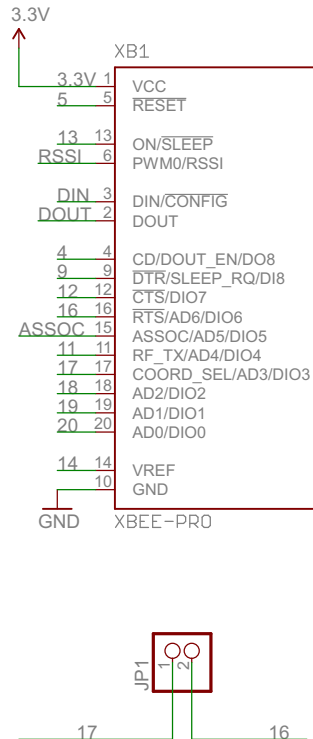 3.3V
XB1
3.3V 1 VCC
5 5 RESET
13 13 ON/SLEEP
RSSI 6 PWM0/RSSI
DIN 3 DIN/CONFIG
DOUT 2 DOUT
4 4 CD/DOUT_EN/DO8
9 9 DTR/SLEEP_RQ/DI8
12 12 CTS/DIO7
16 16 RTS/AD6/DIO6
ASSOC 15 ASSOC/AD5/DIO5
11 11 RF_TX/AD4/DIO4
17 17 COORD_SEL/AD3/DIO3
18 18 AD2/DIO2
19 19 AD1/DIO1
20 20 AD0/DIO0
14 14 VREF
10 GND
GND XBEE-PRO
JP1 1 2
17 16